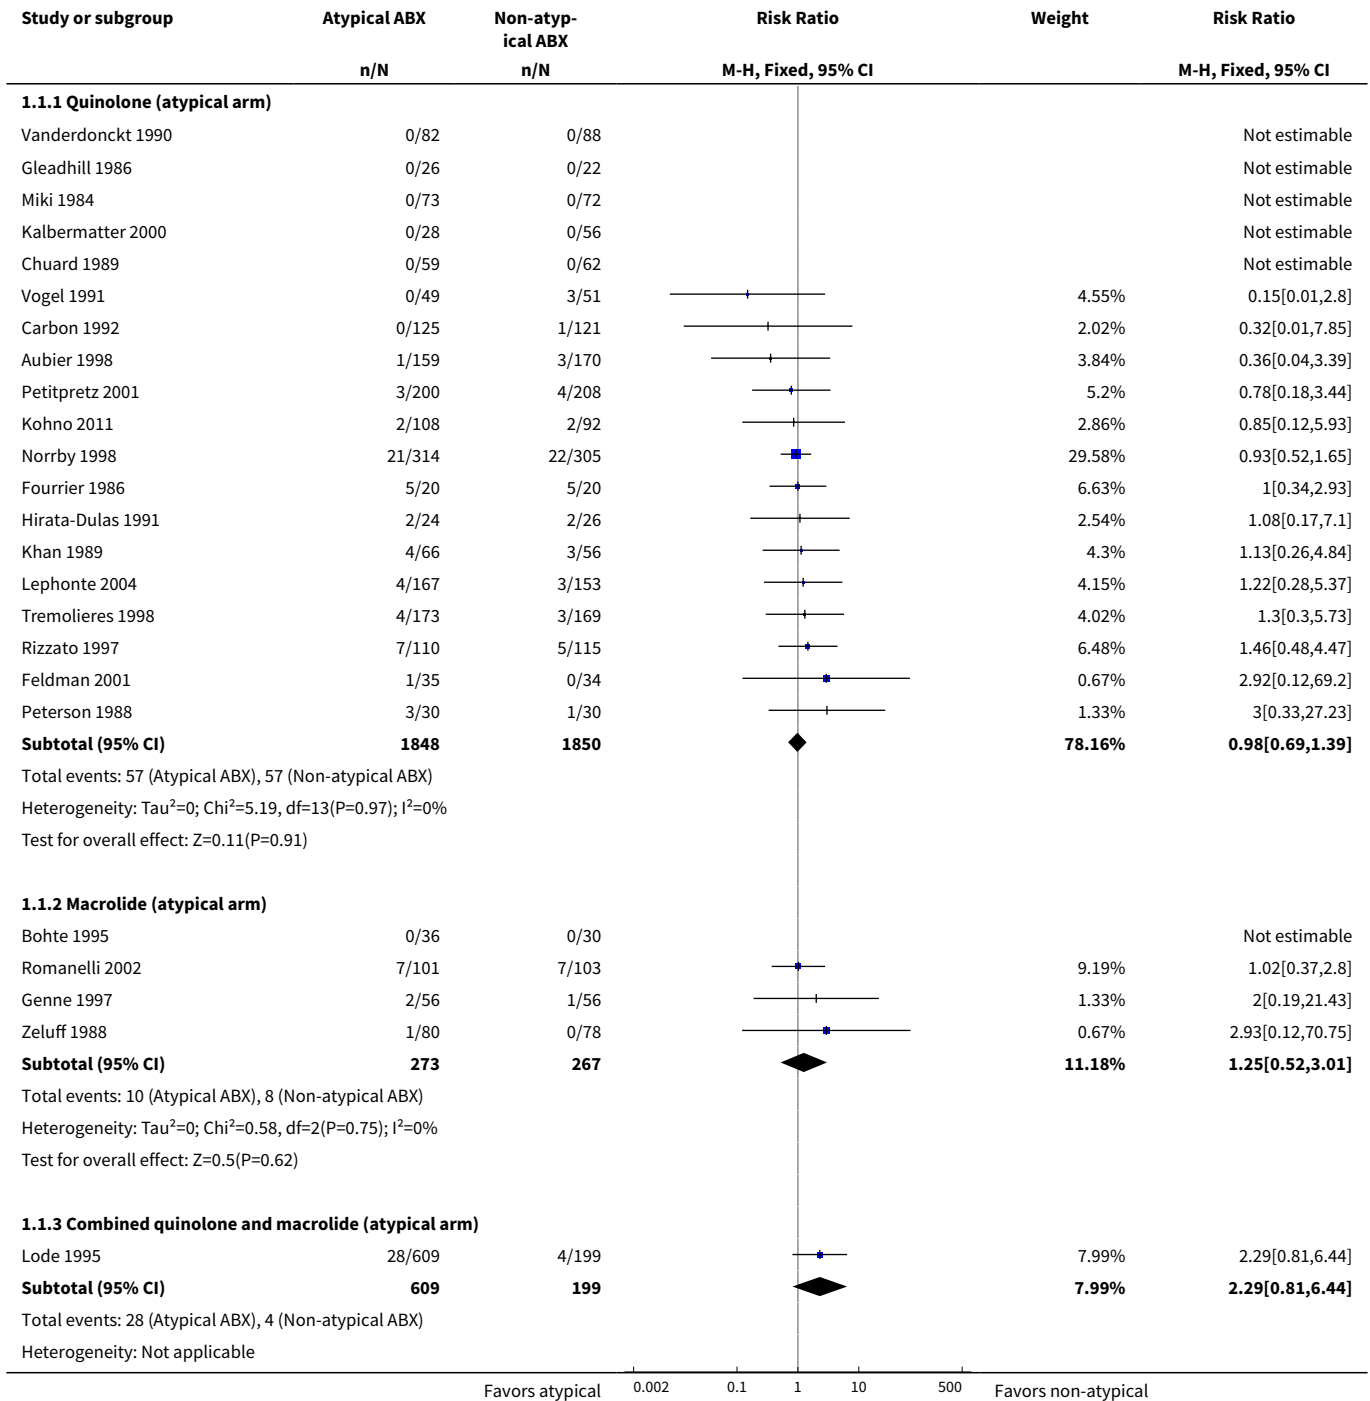 Study or subgroup Atypical ABX Non-atyp- Risk Ratio Weight Risk Ratio
ical ABX
n/N n/N M-H, Fixed, 95% CI M-H, Fixed, 95% CI
1.1.1 Quinolone (atypical arm)
Vanderdonckt 1990 0/82 0/88 Not estimable
Gleadhill 1986 0/26 0/22 Not estimable
Miki 1984 0/73 0/72 Not estimable
Kalbermatter 2000 0/28 0/56 Not estimable
Chuard 1989 0/59 0/62 Not estimable
Vogel 1991 0/49 3/51 4.55% 0.15[0.01,2.8]
Carbon 1992 0/125 1/121 2.02% 0.32[0.01,7.85]
Aubier 1998 1/159 3/170 3.84% 0.36[0.04,3.39]
Petitpretz 2001 3/200 4/208 5.2% 0.78[0.18,3.44]
Kohno 2011 2/108 2/92 2.86% 0.85[0.12,5.93]
Norrby 1998 21/314 22/305 29.58% 0.93[0.52,1.65]
Fourrier 1986 5/20 5/20 6.63% 1[0.34,2.93]
Hirata-Dulas 1991 2/24 2/26 2.54% 1.08[0.17,7.1]
Khan 1989 4/66 3/56 4.3% 1.13[0.26,4.84]
Lephonte 2004 4/167 3/153 4.15% 1.22[0.28,5.37]
Tremolieres 1998 4/173 3/169 4.02% 1.3[0.3,5.73]
Rizzato 1997 7/110 5/115 6.48% 1.46[0.48,4.47]
Feldman 2001 1/35 0/34 0.67% 2.92[0.12,69.2]
Peterson 1988 3/30 1/30 1.33% 3[0.33,27.23]
Subtotal (95% CI) 1848 1850 78.16% 0.98[0.69,1.39]
Total events: 57 (Atypical ABX), 57 (Non-atypical ABX)
Heterogeneity: Tau²=0; Chi²=5.19, df=13(P=0.97); I²=0%
Test for overall effect: Z=0.11(P=0.91)
1.1.2 Macrolide (atypical arm)
Bohte 1995 0/36 0/30 Not estimable
Romanelli 2002 7/101 7/103 9.19% 1.02[0.37,2.8]
Genne 1997 2/56 1/56 1.33% 2[0.19,21.43]
Zeluff 1988 1/80 0/78 0.67% 2.93[0.12,70.75]
Subtotal (95% CI) 273 267 11.18% 1.25[0.52,3.01]
Total events: 10 (Atypical ABX), 8 (Non-atypical ABX)
Heterogeneity: Tau²=0; Chi²=0.58, df=2(P=0.75); I²=0%
Test for overall effect: Z=0.5(P=0.62)
1.1.3 Combined quinolone and macrolide (atypical arm)
Lode 1995 28/609 4/199 7.99% 2.29[0.81,6.44]
Subtotal (95% CI) 609 199 7.99% 2.29[0.81,6.44]
Total events: 28 (Atypical ABX), 4 (Non-atypical ABX)
Heterogeneity: Not applicable
Favors atypical 0.002 0.1 1 10 500 Favors non-atypical